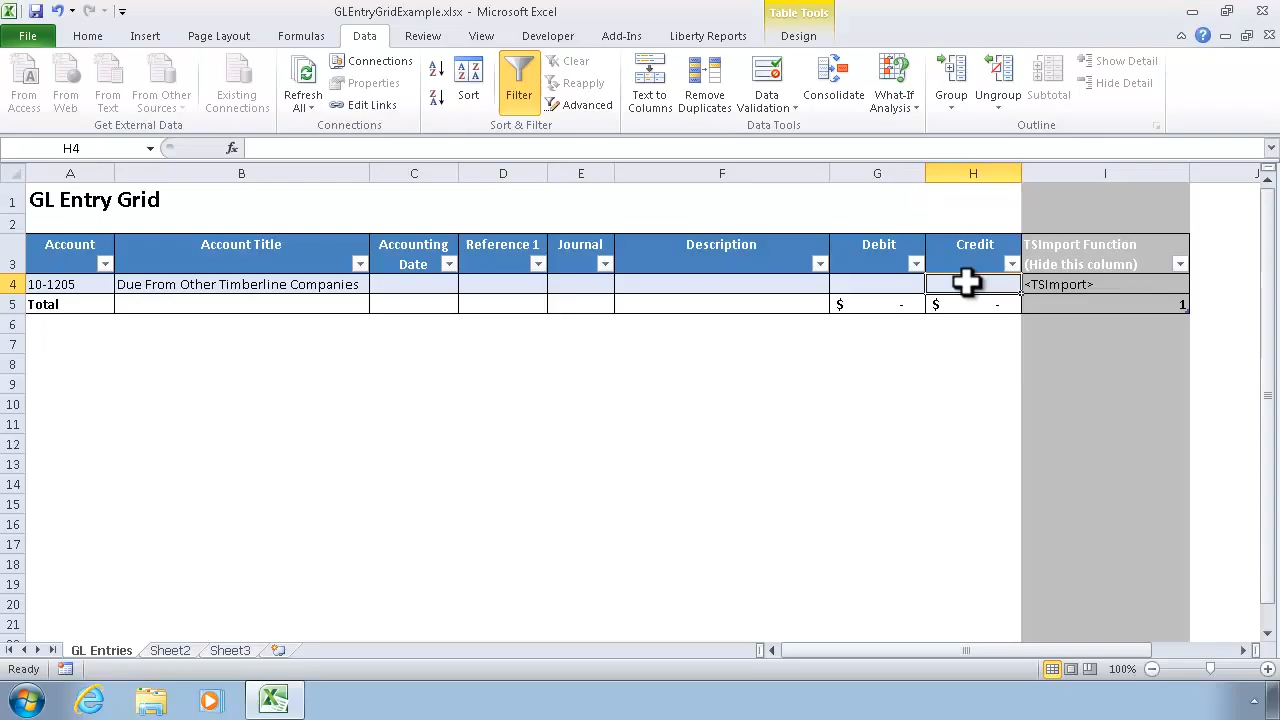 GLEntryGridExample.xlsx - Microsoft Excel
Table Tools
File Home Insert Page Layout Formulas Data Review View Developer Add-Ins Liberty Reports Design
From Access
From Web
From Text
From Other Sources
Existing Connections
Get External Data
Refresh All
Connections
Properties
Edit Links
Connections
Sort
Filter
Clear
Reapply
Advanced
Sort & Filter
Text to Columns
Remove Duplicates
Data Validation
Consolidate
What-If Analysis
Data Tools
Group
Ungroup
Subtotal
Show Detail
Hide Detail
Outline
H4 fx
A B C D E F G H I J
1 GL Entry Grid
2
3 Account Account Title Accounting Date Reference 1 Journal Description Debit Credit TSImport Function (Hide this column)
4 10-1205 Due From Other Timberline Companies <TSImport>
5 Total $ - $ - 1
6
7
8
9
10
11
12
13
14
15
16
17
18
19
20
21
GL Entries Sheet2 Sheet3
Ready 100%